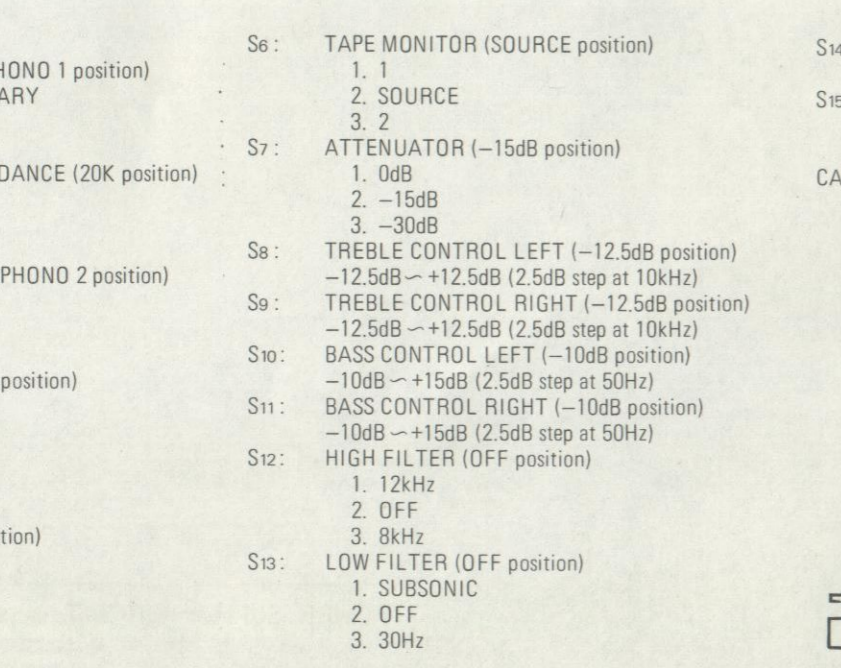 HONO 1 position)
ARY
DANCE (20K position)
PHONO 2 position)
position)
tion)
S6 : TAPE MONITOR (SOURCE position)
1. 1
2. SOURCE
3. 2
S7 : ATTENUATOR (–15dB position)
1. 0dB
2. –15dB
3. –30dB
S8 : TREBLE CONTROL LEFT (–12.5dB position)
–12.5dB ∽ +12.5dB (2.5dB step at 10kHz)
S9 : TREBLE CONTROL RIGHT (–12.5dB position)
–12.5dB ∽ +12.5dB (2.5dB step at 10kHz)
S10 : BASS CONTROL LEFT (–10dB position)
–10dB ∽ +15dB (2.5dB step at 50Hz)
S11 : BASS CONTROL RIGHT (–10dB position)
–10dB ∽ +15dB (2.5dB step at 50Hz)
S12 : HIGH FILTER (OFF position)
1. 12kHz
2. OFF
3. 8kHz
S13 : LOW FILTER (OFF position)
1. SUBSONIC
2. OFF
3. 30Hz
S14
S15
CA